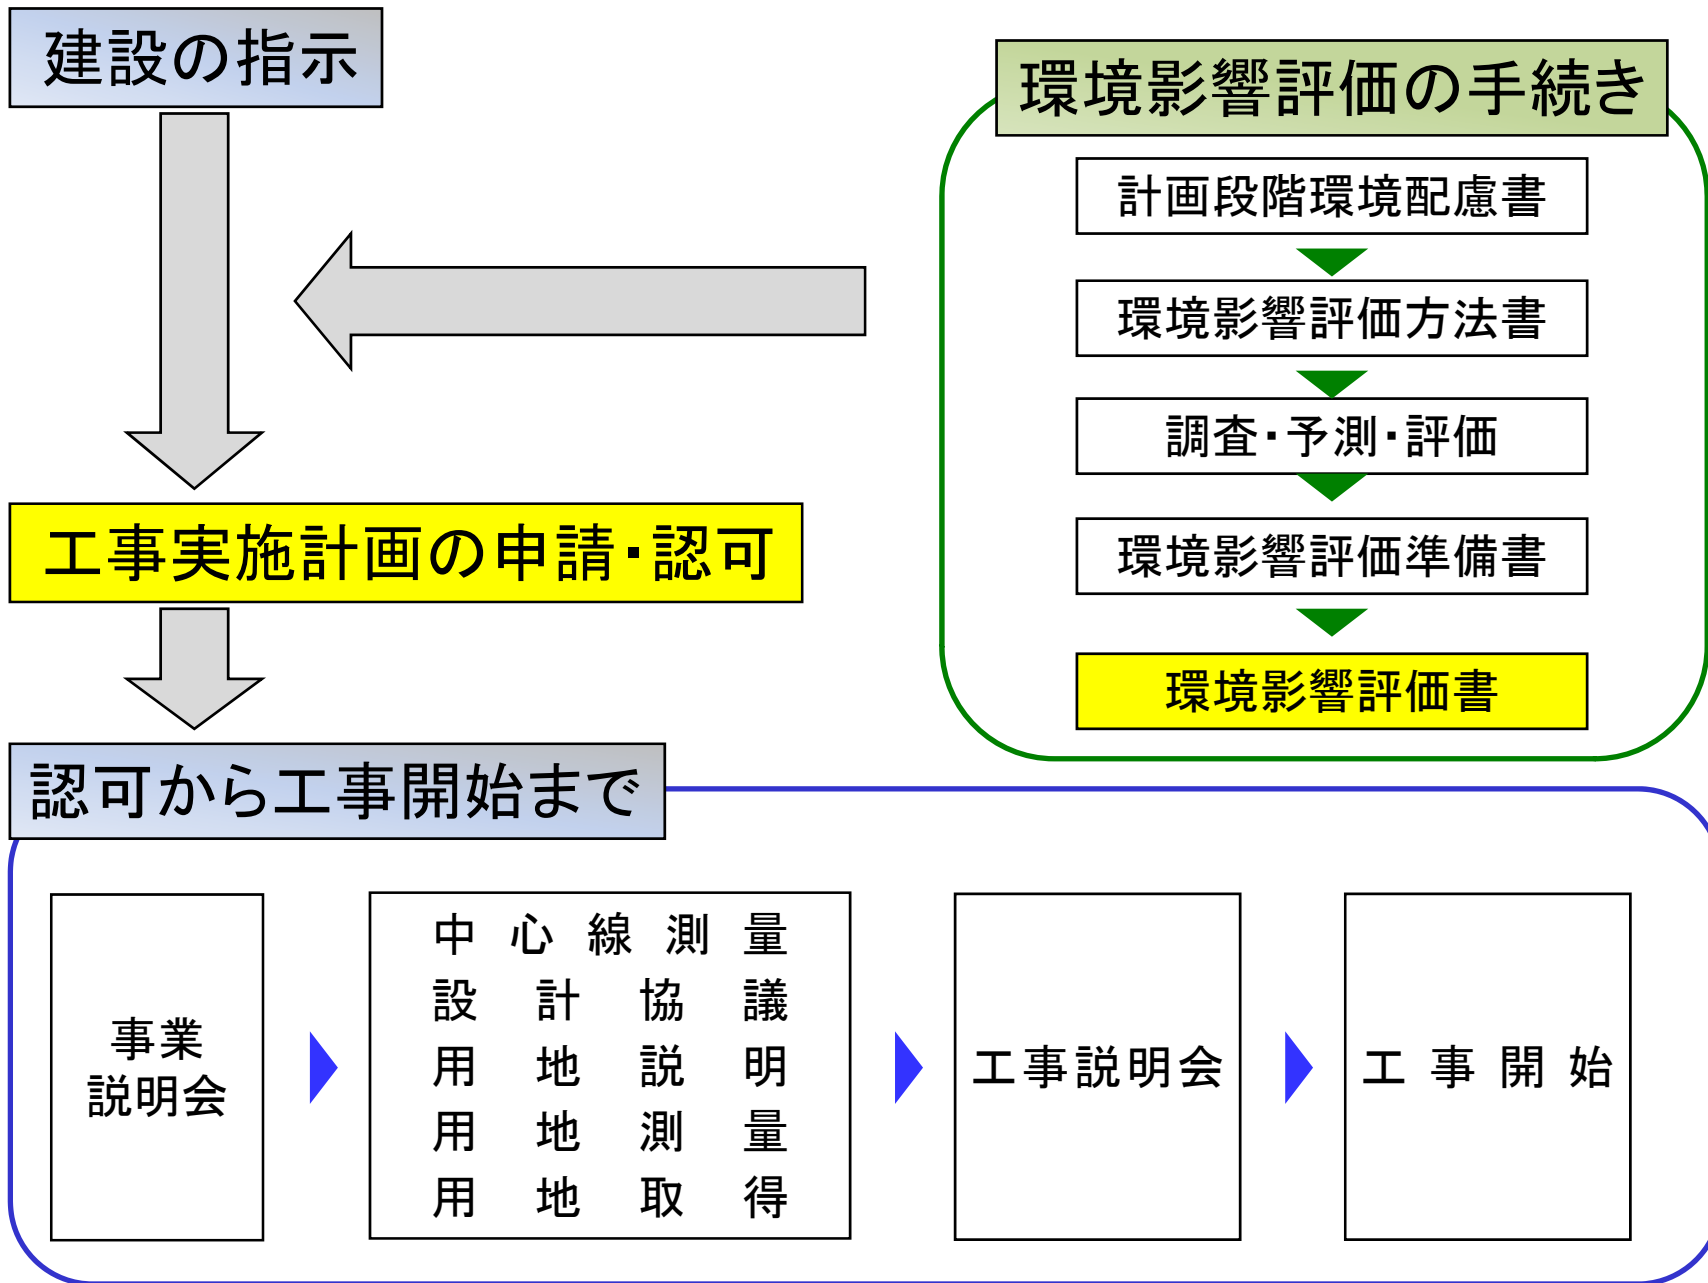 建設の指示
環境影響評価の手続き
計画段階環境配慮書
環境影響評価方法書
調査・予測・評価
環境影響評価準備書
環境影響評価書
工事実施計画の申請・認可
認可から工事開始まで
事業
説明会
中心線測量
設計協議
用地説明
用地測量
用地取得
工事説明会
工事開始